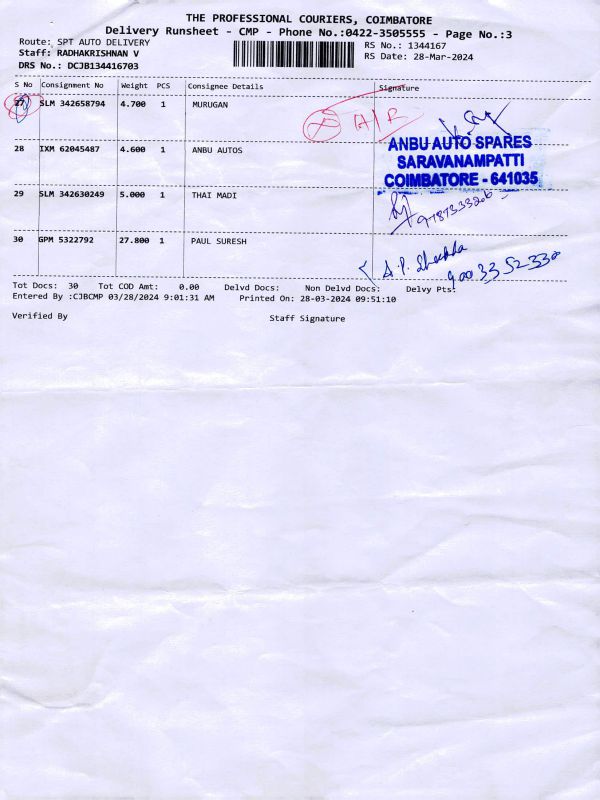 THE PROFESSIONAL COURIERS, COIMBATORE
Delivery Runsheet - CMP - Phone No.:0422-3505555 - Page No.:3
Route: SPT AUTO DELIVERY
RS No.: 1344167
Staff: RADHAKRISHNAN V
RS Date: 28-Mar-2024
DRS No.: DCJB134416703
S No Consignment No Weight PCS Consignee Details Signature
27 SLM 342658794 4.700 1 MURUGAN A/R
28 IXM 62045487 4.600 1 ANBU AUTOS
ANBU AUTO SPARES
SARAVANAMPATTI
COIMBATORE - 641035
29 SLM 342630249 5.000 1 THAI MADI
30 GPM 5322792 27.800 1 PAUL SURESH
900 33 52 330
Tot Docs: 30 Tot COD Amt: 0.00 Delvd Docs: Non Delvd Docs: Delvy Pts:
Entered By :CJBCMP 03/28/2024 9:01:31 AM Printed On: 28-03-2024 09:51:10
Verified By Staff Signature